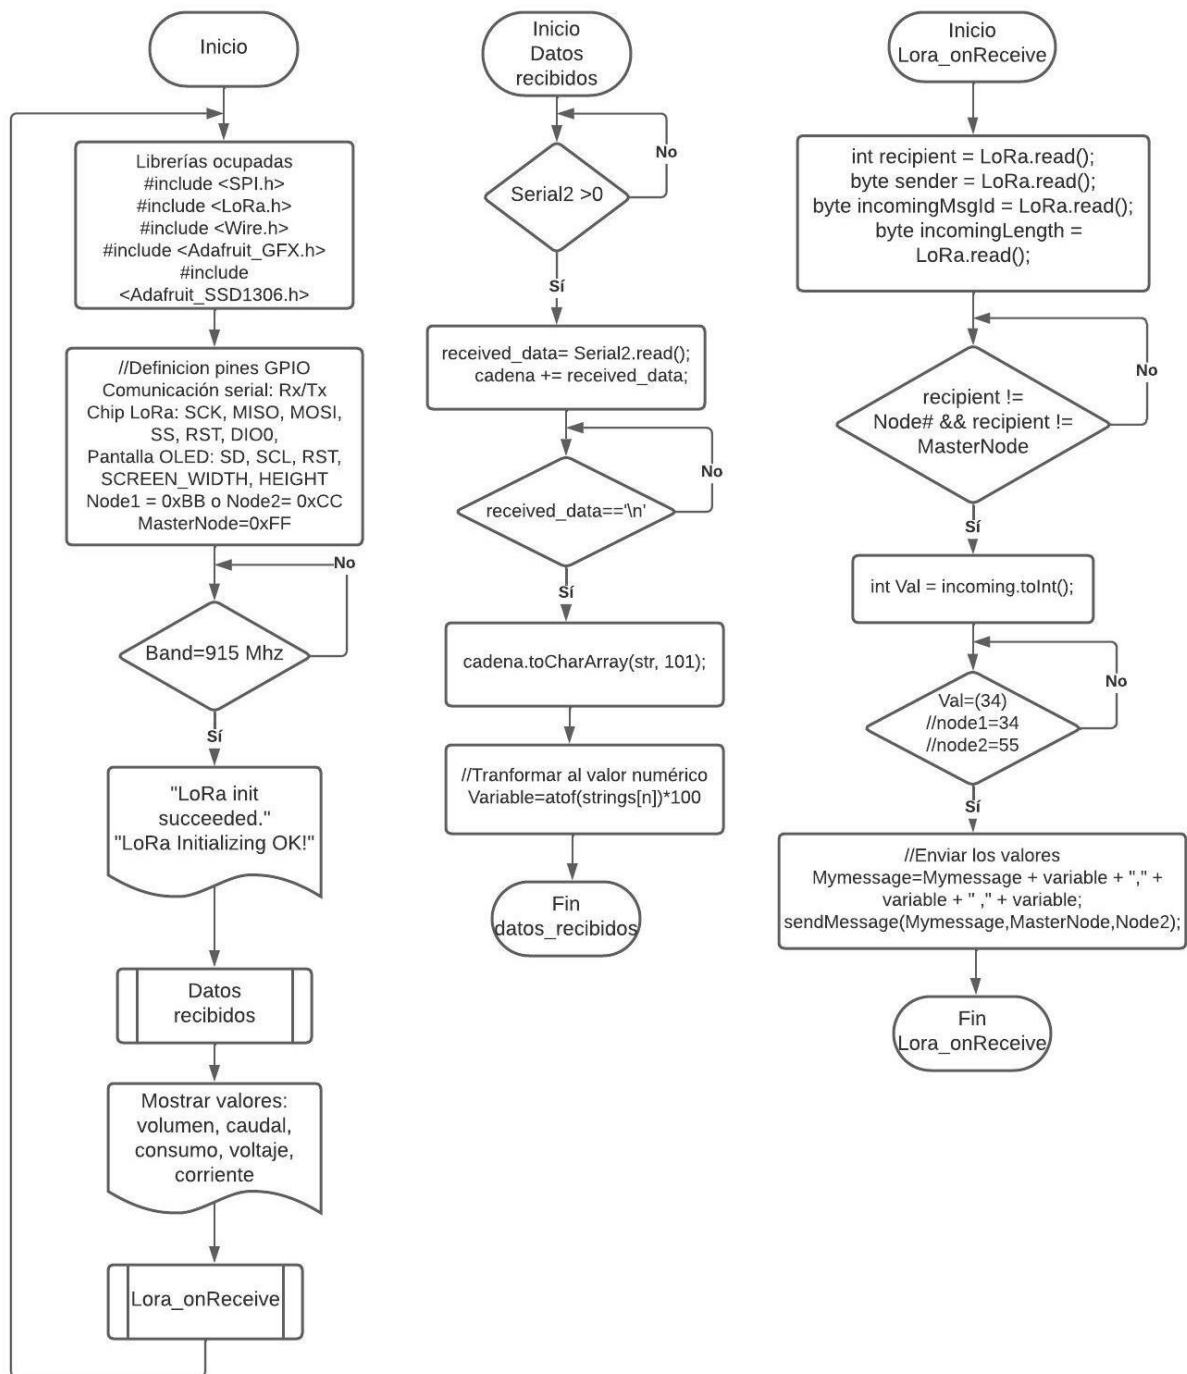 Inicio
Librerías ocupadas
#include <SPI.h>
#include <LoRa.h>
#include <Wire.h>
#include <Adafruit_GFX.h>
#include
<Adafruit_SSD1306.h>
//Definicion pines GPIO
Comunicación serial: Rx/Tx
Chip LoRa: SCK, MISO, MOSI,
SS, RST, DIO0,
Pantalla OLED: SD, SCL, RST,
SCREEN_WIDTH, HEIGHT
Node1 = 0xBB o Node2= 0xCC
MasterNode=0xFF
No
Band=915 Mhz
Sí
"LoRa init
succeeded."
"LoRa Initializing OK!"
Datos
recibidos
Mostrar valores:
volumen, caudal,
consumo, voltaje,
corriente
Lora_onReceive
Inicio
Datos
recibidos
No
Serial2 >0
Sí
received_data= Serial2.read();
cadena += received_data;
No
received_data=='\n'
Sí
cadena.toCharArray(str, 101);
//Tranformar al valor numérico
Variable=atof(strings[n])*100
Fin
datos_recibidos
Inicio
Lora_onReceive
int recipient = LoRa.read();
byte sender = LoRa.read();
byte incomingMsgId = LoRa.read();
byte incomingLength =
LoRa.read();
No
recipient !=
Node# && recipient !=
MasterNode
Sí
int Val = incoming.toInt();
No
Val=(34)
//node1=34
//node2=55
Sí
//Enviar los valores
Mymessage=Mymessage + variable + "," +
variable + " ," + variable;
sendMessage(Mymessage,MasterNode,Node2);
Fin
Lora_onReceive